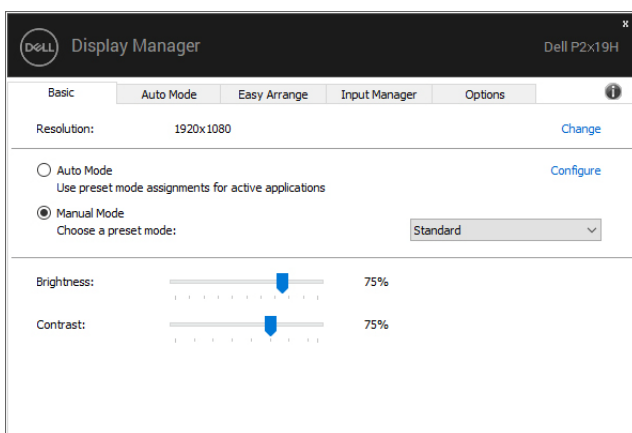 x
DELL Display Manager Dell P2x19H
Basic Auto Mode Easy Arrange Input Manager Options
Resolution: 1920x1080 Change
Auto Mode Configure
Use preset mode assignments for active applications
Manual Mode
Choose a preset mode: Standard
Brightness: 75%
Contrast: 75%